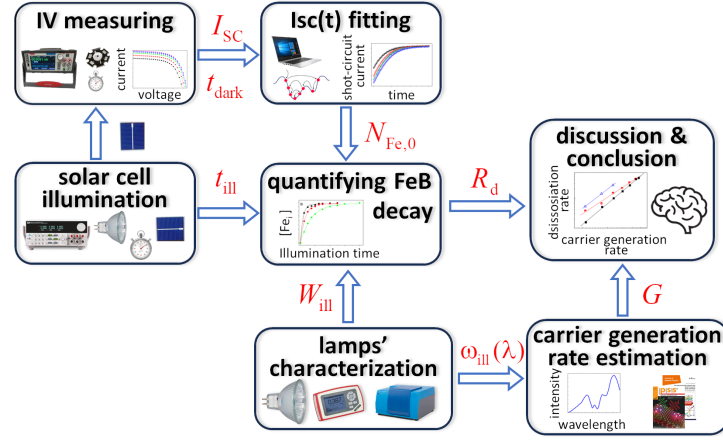 IV measuring
current
voltage
I_SC
t_dark
Isc(t) fitting
shot-circuit
current
time
N_Fe,0
solar cell
illumination
t_ill
quantifying FeB
decay
[Fe_i]
Illumination time
R_d
discussion &
conclusion
dsissosiation
rate
carrier generation
rate
W_ill
G
lamps'
characterization
ω_ill(λ)
carrier generation
rate estimation
intensity
wavelength